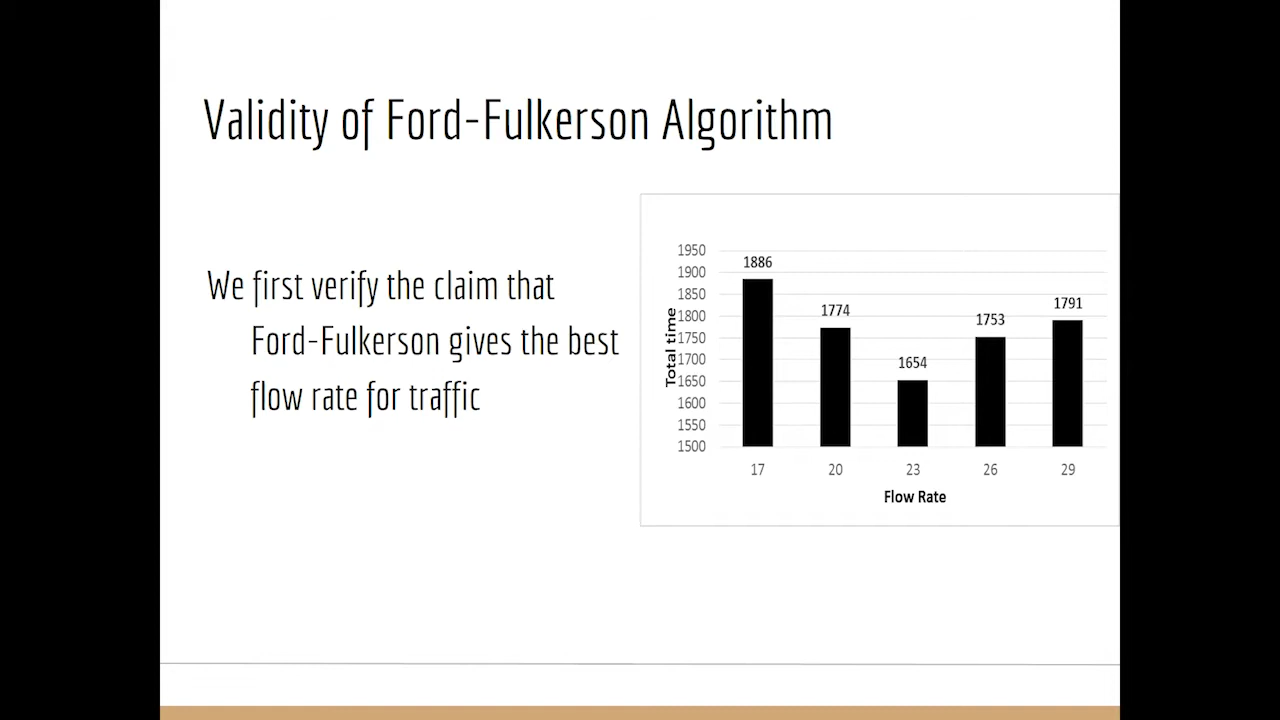 Validity of Ford-Fulkerson Algorithm
We first verify the claim that
Ford-Fulkerson gives the best
flow rate for traffic
Total time
1950
1900
1850
1800
1750
1700
1650
1600
1550
1500
1886
1774
1654
1753
1791
17 20 23 26 29
Flow Rate